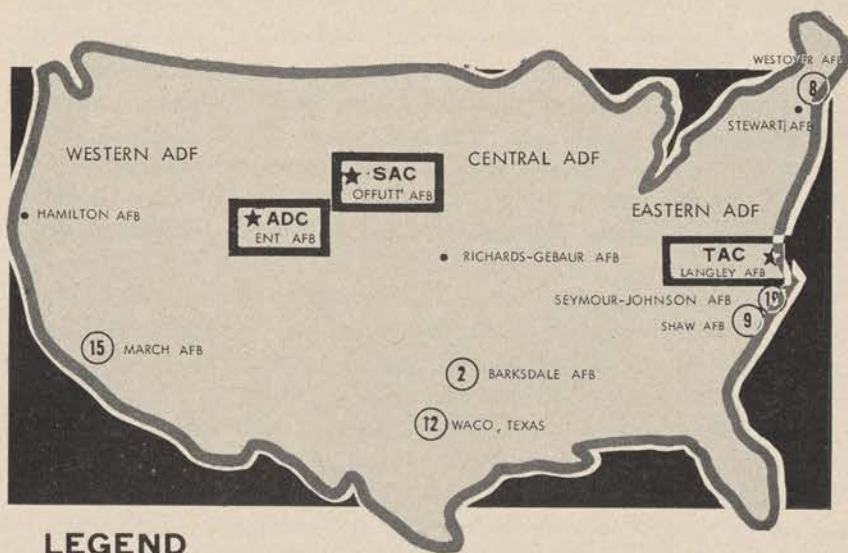 WESTOVER AFB
8
STEWART AFB
WESTERN ADF
CENTRAL ADF
★ SAC
OFFUTT AFB
EASTERN ADF
HAMILTON AFB
★ ADC
ENT AFB
RICHARDS-GEBAUR AFB
TAC ★
LANGLEY AFB
SEYMOUR-JOHNSON AFB
19
SHAW AFB
9
15 MARCH AFB
2 BARKSDALE AFB
12 WACO, TEXAS
LEGEND